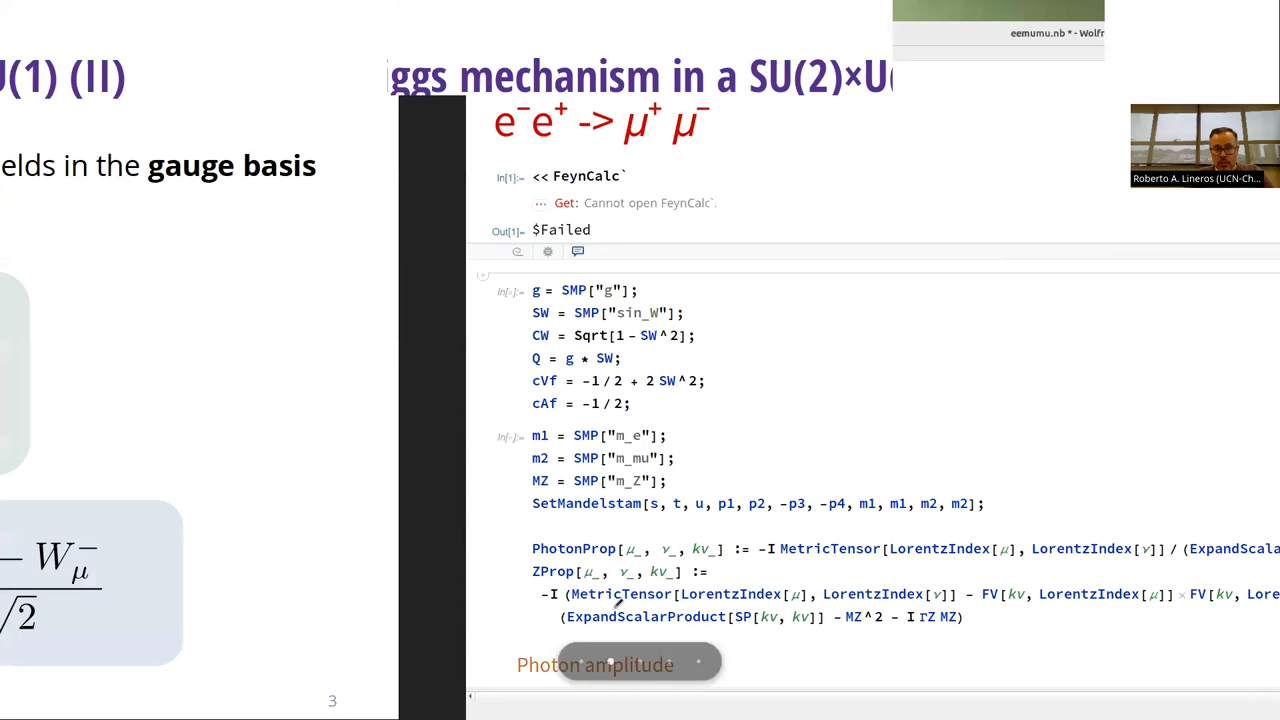 eemumu.nb * - Wolfr
U(1) (II)
iggs mechanism in a SU(2)×U(
elds in the gauge basis
− W−μ
√2
3
e−e+ -> μ+ μ−
In[1]:= << FeynCalc`
... Get: Cannot open FeynCalc`.
Out[1]= $Failed
In[•]:= g = SMP["g"];
SW = SMP["sin_W"];
CW = Sqrt[1 - SW^2];
Q = g * SW;
cVf = -1/2 + 2 SW^2;
cAf = -1/2;
In[•]:= m1 = SMP["m_e"];
m2 = SMP["m_mu"];
MZ = SMP["m_Z"];
SetMandelstam[s, t, u, p1, p2, -p3, -p4, m1, m1, m2, m2];
PhotonProp[μ_, ν_, kv_] := -I MetricTensor[LorentzIndex[μ], LorentzIndex[ν]] / (ExpandScala
ZProp[μ_, ν_, kv_] :=
-I (MetricTensor[LorentzIndex[μ], LorentzIndex[ν]] - FV[kv, LorentzIndex[μ]] × FV[kv, Lore
(ExpandScalarProduct[SP[kv, kv]] - MZ^2 - I ΓZ MZ)
Photon amplitude
Roberto A. Lineros (UCN-Ch...